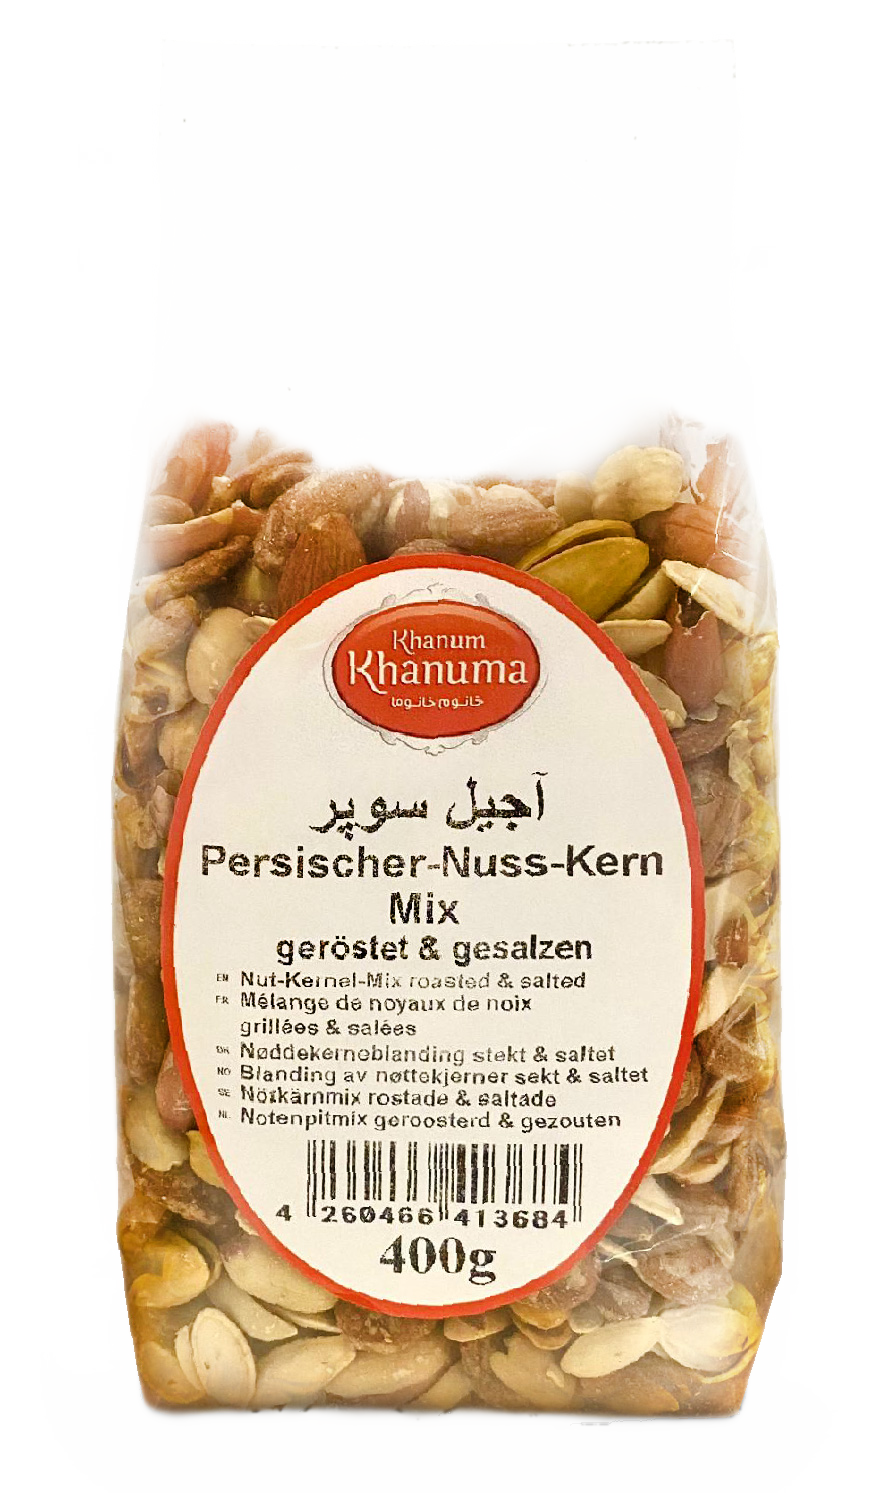 Khanum
Khanuma
خانوم خانوما
آجیل سوپر
Persischer-Nuss-Kern
Mix
geröstet & gesalzen
EN Nut-Kernel-Mix roasted & salted
FR Mélange de noyaux de noix
grillées & salées
DK Nøddekerneblanding stekt & saltet
NO Blanding av nøttekjerner sekt & saltet
SE Nötkärnmix rostade & saltade
NL Notenpitmix geroosterd & gezouten
4 260466 413684
400g